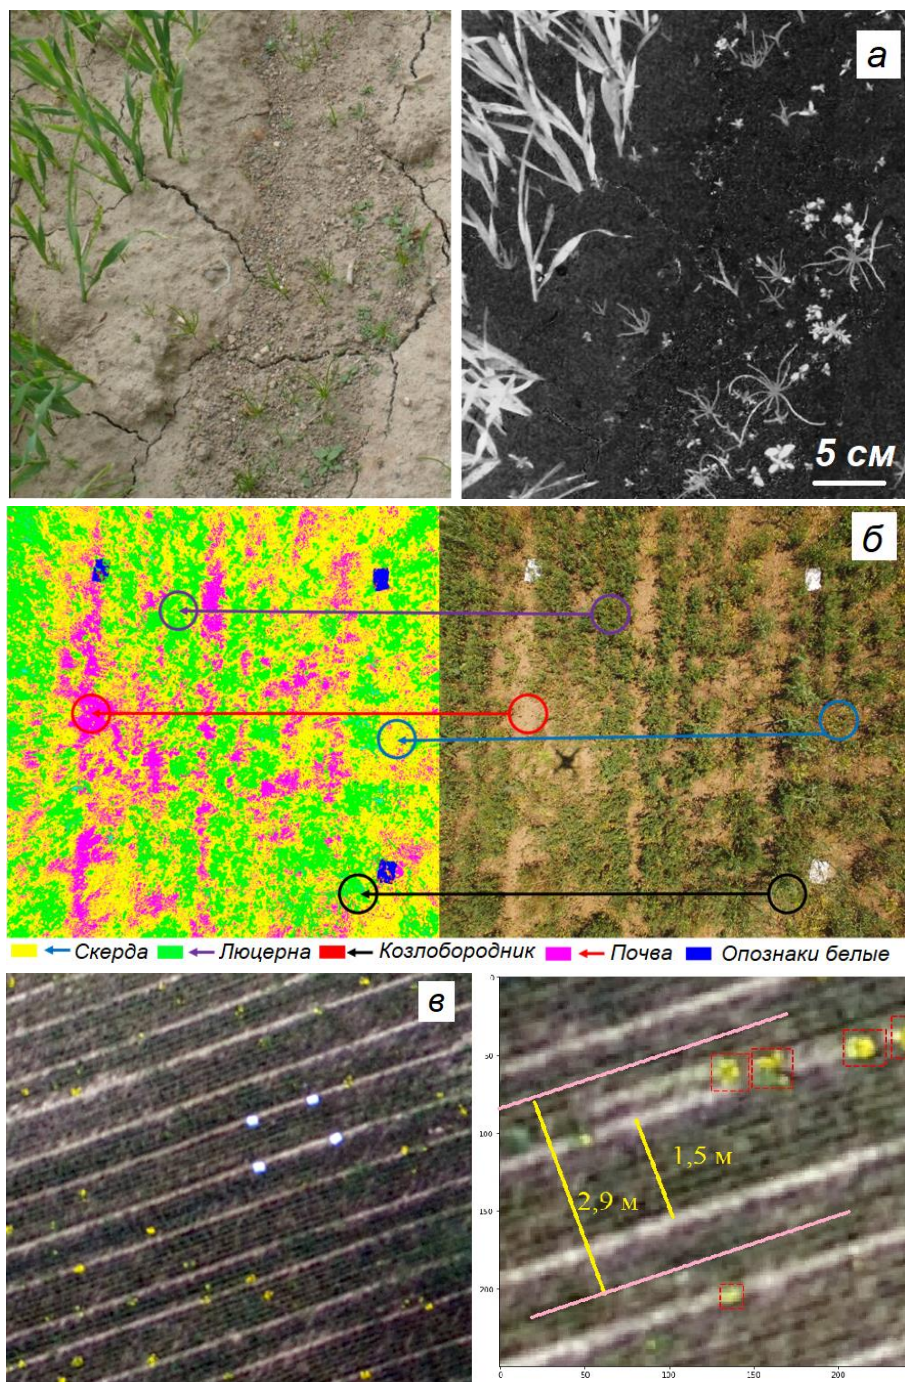 а
5 см
б
Скерда Люцерна Козлобородник Почва Опознаки белые
в
0
50
100
150
200
1,5 м
2,9 м
0 50 100 150 200